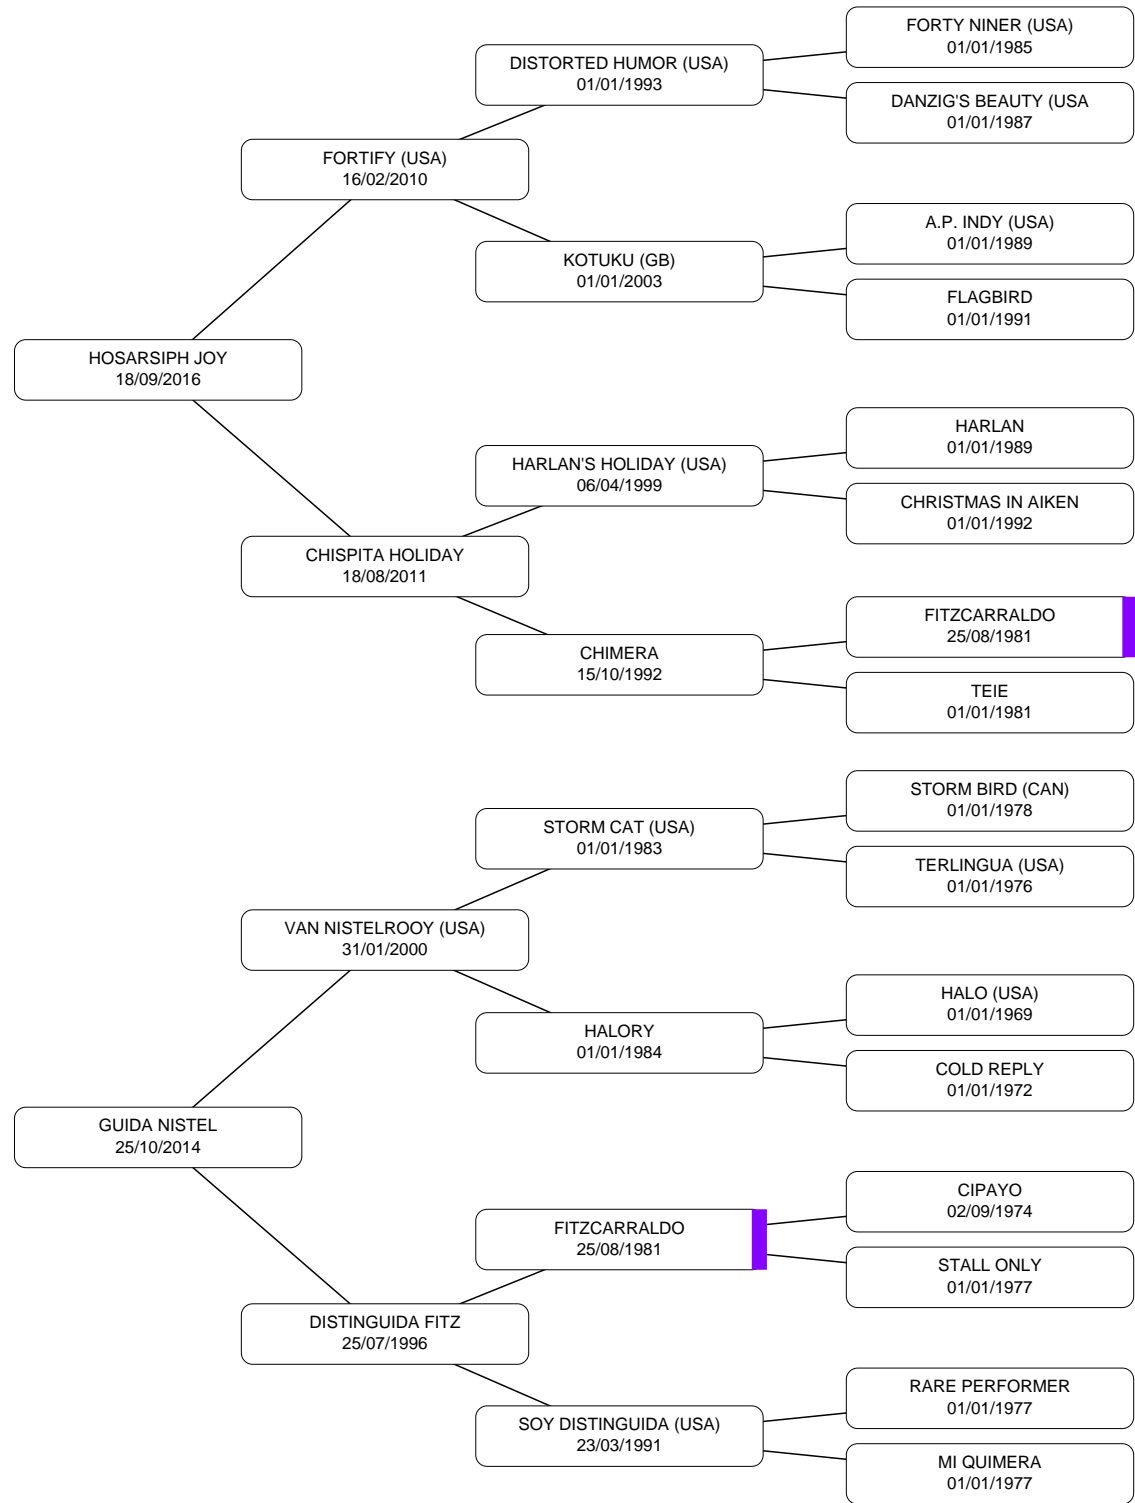 FORTY NINER (USA)
01/01/1985
DISTORTED HUMOR (USA)
01/01/1993
DANZIG'S BEAUTY (USA
01/01/1987
FORTIFY (USA)
16/02/2010
A.P. INDY (USA)
01/01/1989
KOTUKU (GB)
01/01/2003
FLAGBIRD
01/01/1991
HOSARSIPH JOY
18/09/2016
HARLAN
01/01/1989
HARLAN'S HOLIDAY (USA)
06/04/1999
CHRISTMAS IN AIKEN
01/01/1992
CHISPITA HOLIDAY
18/08/2011
FITZCARRALDO
25/08/1981
CHIMERA
15/10/1992
TEIE
01/01/1981
STORM BIRD (CAN)
01/01/1978
STORM CAT (USA)
01/01/1983
TERLINGUA (USA)
01/01/1976
VAN NISTELROOY (USA)
31/01/2000
HALO (USA)
01/01/1969
HALORY
01/01/1984
COLD REPLY
01/01/1972
GUIDA NISTEL
25/10/2014
CIPAYO
02/09/1974
FITZCARRALDO
25/08/1981
STALL ONLY
01/01/1977
DISTINGUIDA FITZ
25/07/1996
RARE PERFORMER
01/01/1977
SOY DISTINGUIDA (USA)
23/03/1991
MI QUIMERA
01/01/1977